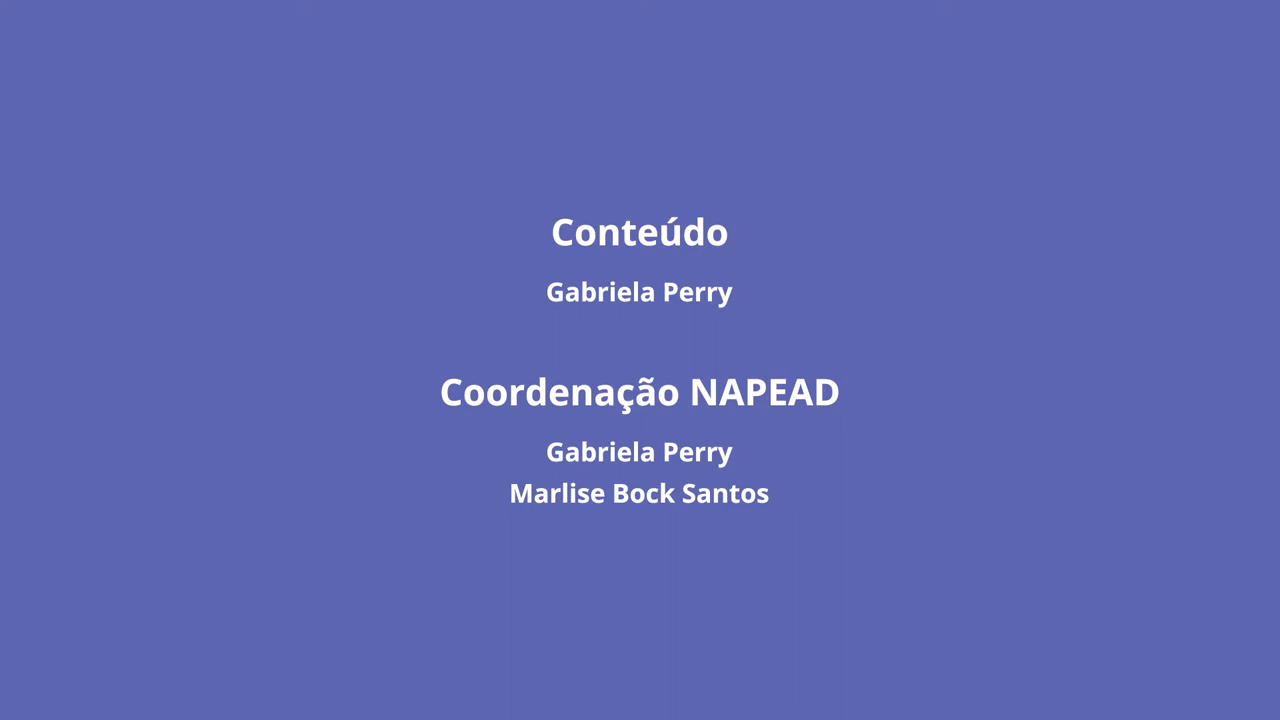 Conteúdo
Gabriela Perry
Coordenação NAPEAD
Gabriela Perry
Marlise Bock Santos